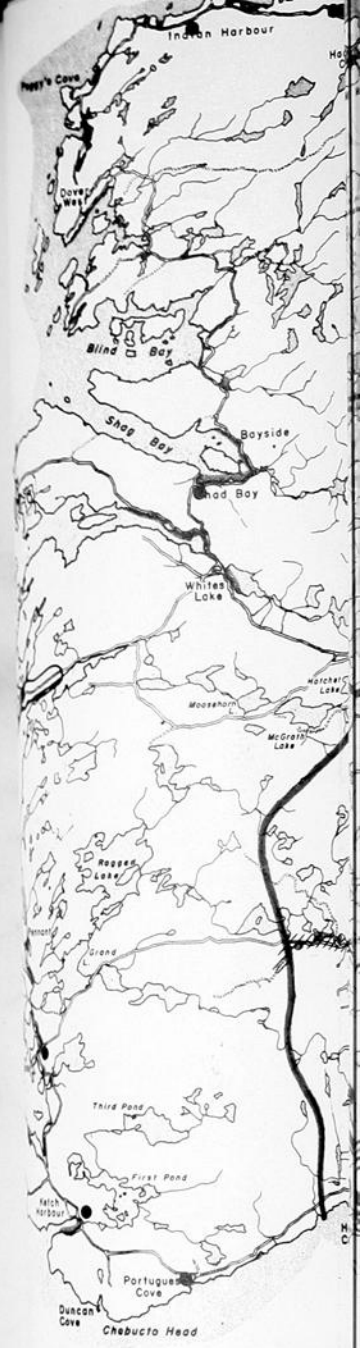 Indian Harbour
Peggy's Cove
Dover
West
Blind Bay
Shag Bay
Bayside
Shad Bay
Whites
Lake
Hatchet
Lake
Moosehorn
L.
McGrath
Lake
Ragged
Lake
Pennant
Grand
L.
Third Pond
First Pond
Ketch
Harbour
Portuguese
Cove
Duncan
Cove
Chebucto Head